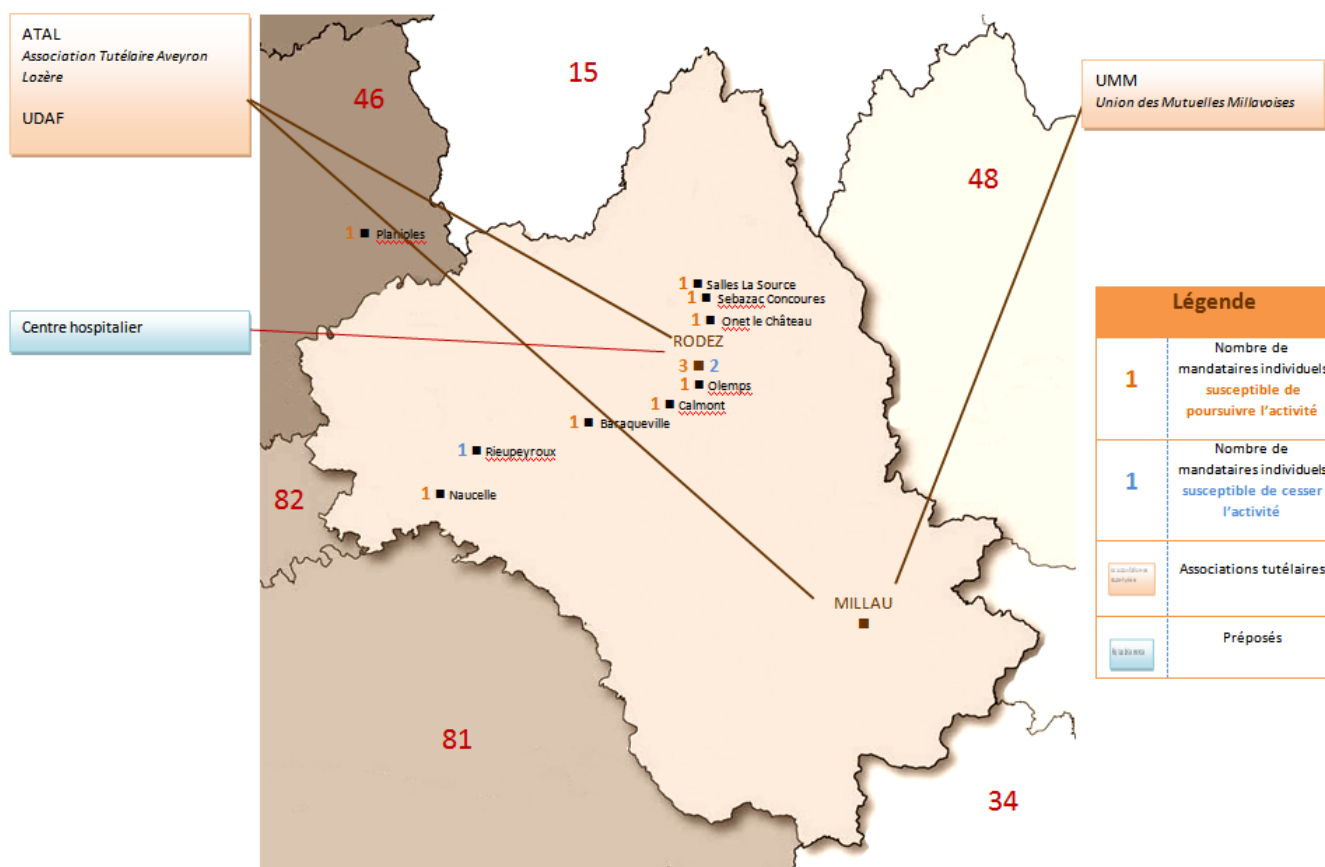 ATAL
Association Tutélaire Aveyron
Lozère
UDAF
UMM
Union des Mutuelles Millavoises
Centre hospitalier
15
46
48
82
81
34
1 Planioles
1 Salles La Source
1 Sebazac Concoures
1 Onet le Château
RODEZ
3 2
1 Olemps
1 Calmont
1 Baraqueville
1 Rieupeyroux
1 Naucelle
MILLAU
Légende
1
Nombre de
mandataires individuels
susceptible de
poursuivre l'activité
1
Nombre de
mandataires individuels
susceptible de cesser
l'activité
Associations tutélaires
Préposés